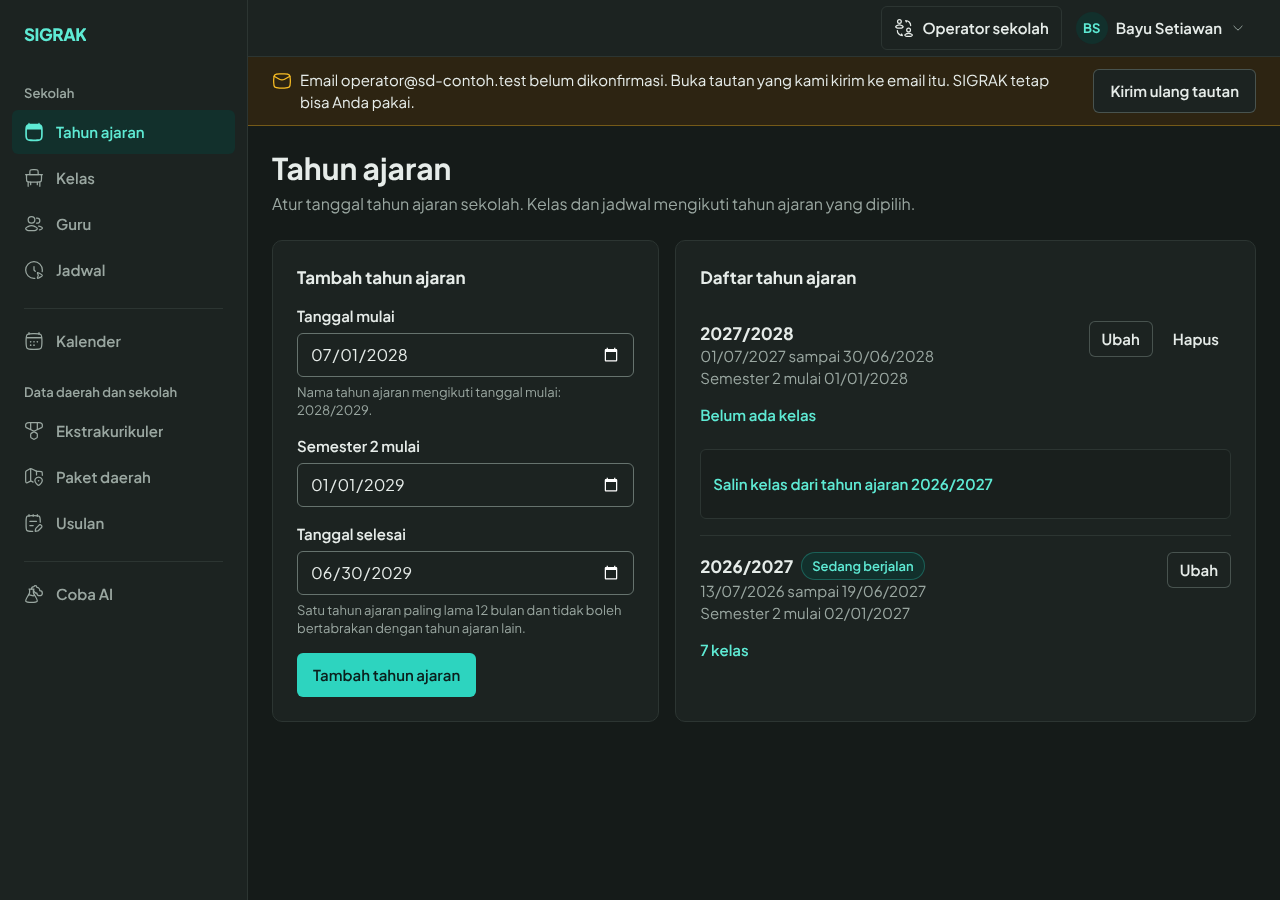 SIGRAK
Operator sekolah
BS
Bayu Setiawan
Sekolah
Tahun ajaran
Kelas
Guru
Jadwal
Kalender
Data daerah dan sekolah
Ekstrakurikuler
Paket daerah
Usulan
Coba AI
Email operator@sd-contoh.test belum dikonfirmasi. Buka tautan yang kami kirim ke email itu. SIGRAK tetap
bisa Anda pakai.
Kirim ulang tautan
Tahun ajaran
Atur tanggal tahun ajaran sekolah. Kelas dan jadwal mengikuti tahun ajaran yang dipilih.
Tambah tahun ajaran
Tanggal mulai
07/01/2028
Nama tahun ajaran mengikuti tanggal mulai:
2028/2029.
Semester 2 mulai
01/01/2029
Tanggal selesai
06/30/2029
Satu tahun ajaran paling lama 12 bulan dan tidak boleh
bertabrakan dengan tahun ajaran lain.
Tambah tahun ajaran
Daftar tahun ajaran
2027/2028
Ubah
Hapus
01/07/2027 sampai 30/06/2028
Semester 2 mulai 01/01/2028
Belum ada kelas
Salin kelas dari tahun ajaran 2026/2027
2026/2027
Sedang berjalan
Ubah
13/07/2026 sampai 19/06/2027
Semester 2 mulai 02/01/2027
7 kelas